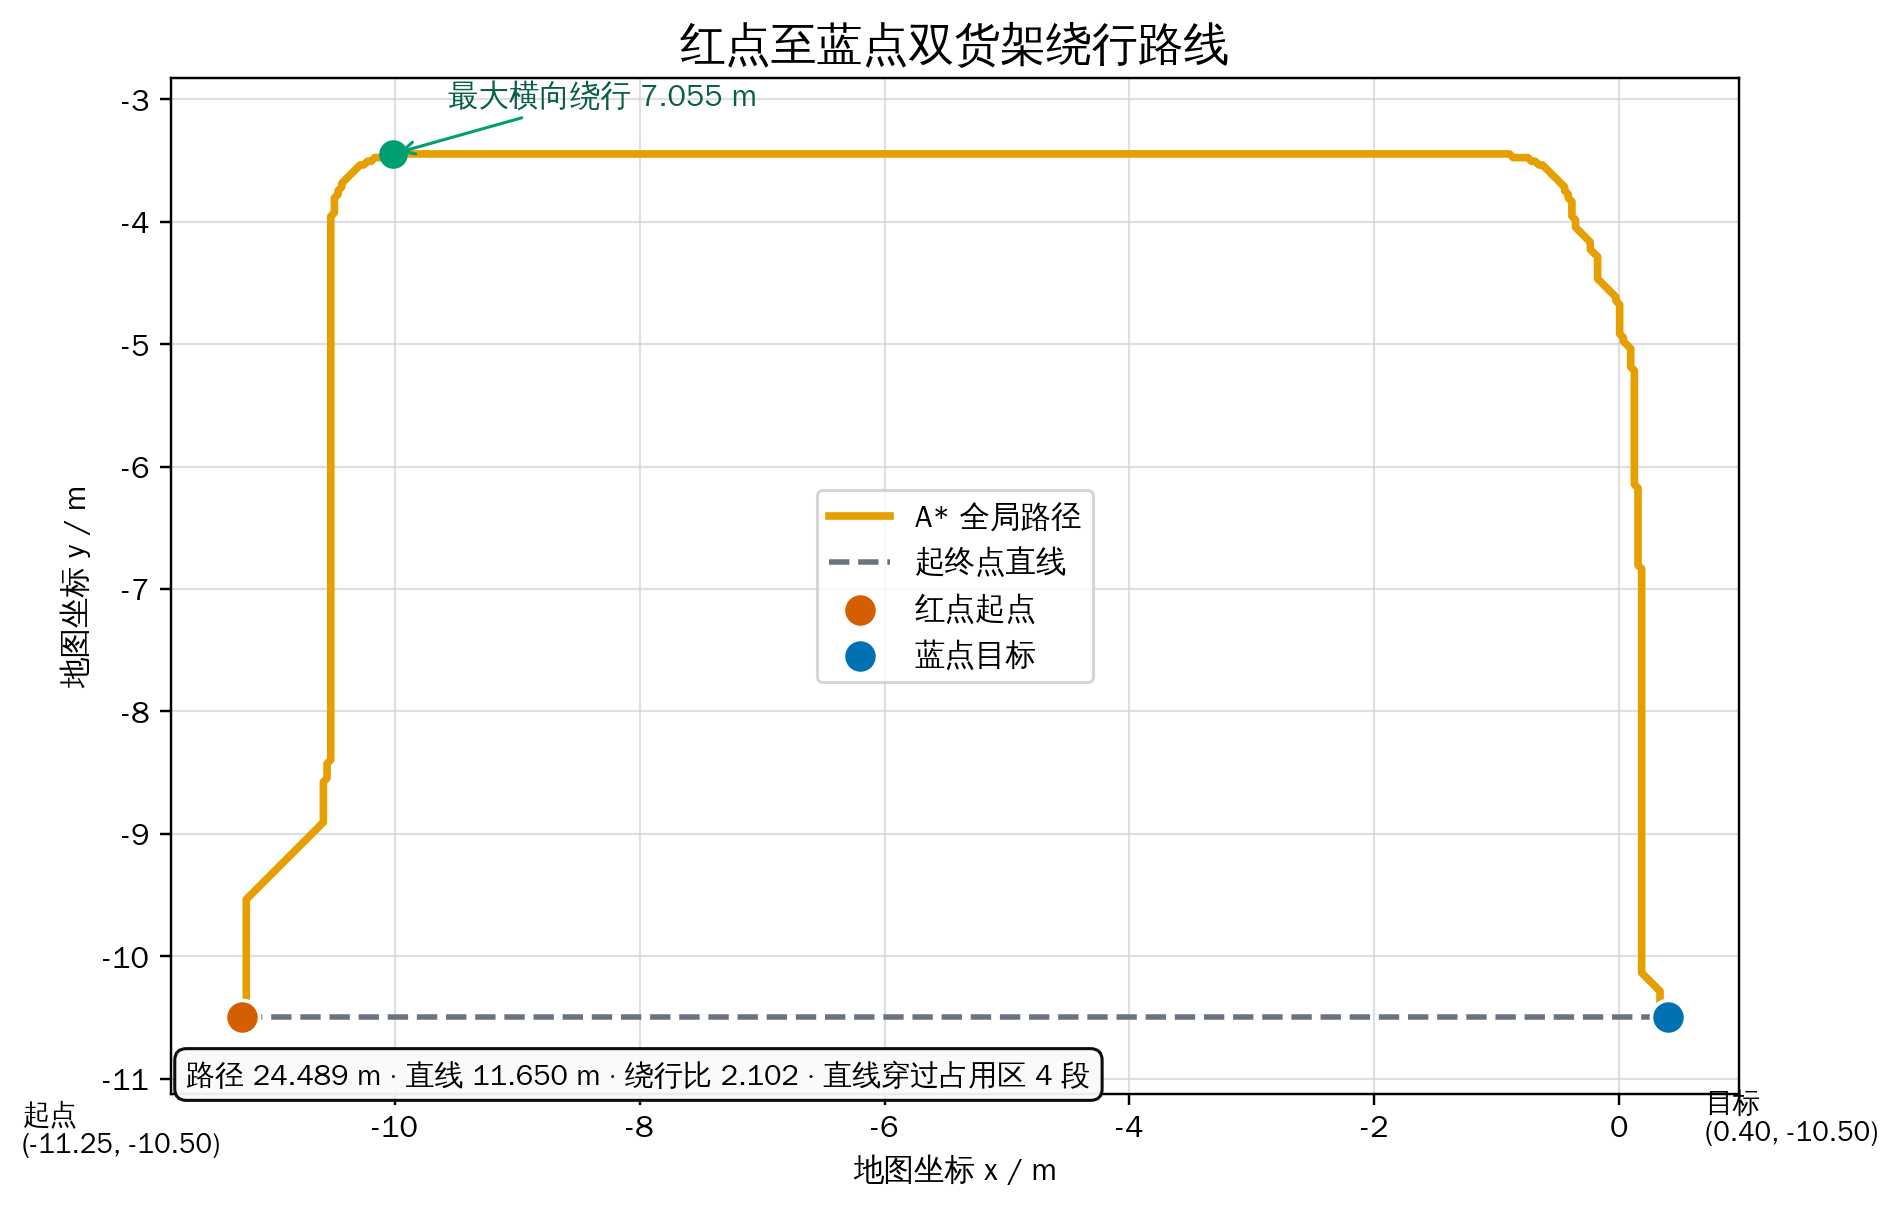 红点至蓝点双货架绕行路线
最大横向绕行 7.055 m
-3
-4
-5
-6
-7
-8
-9
-10
-11
地图坐标 y / m
A* 全局路径
起终点直线
红点起点
蓝点目标
路径 24.489 m · 直线 11.650 m · 绕行比 2.102 · 直线穿过占用区 4 段
起点
(-11.25, -10.50)
目标
(0.40, -10.50)
-10
-8
-6
-4
-2
0
地图坐标 x / m